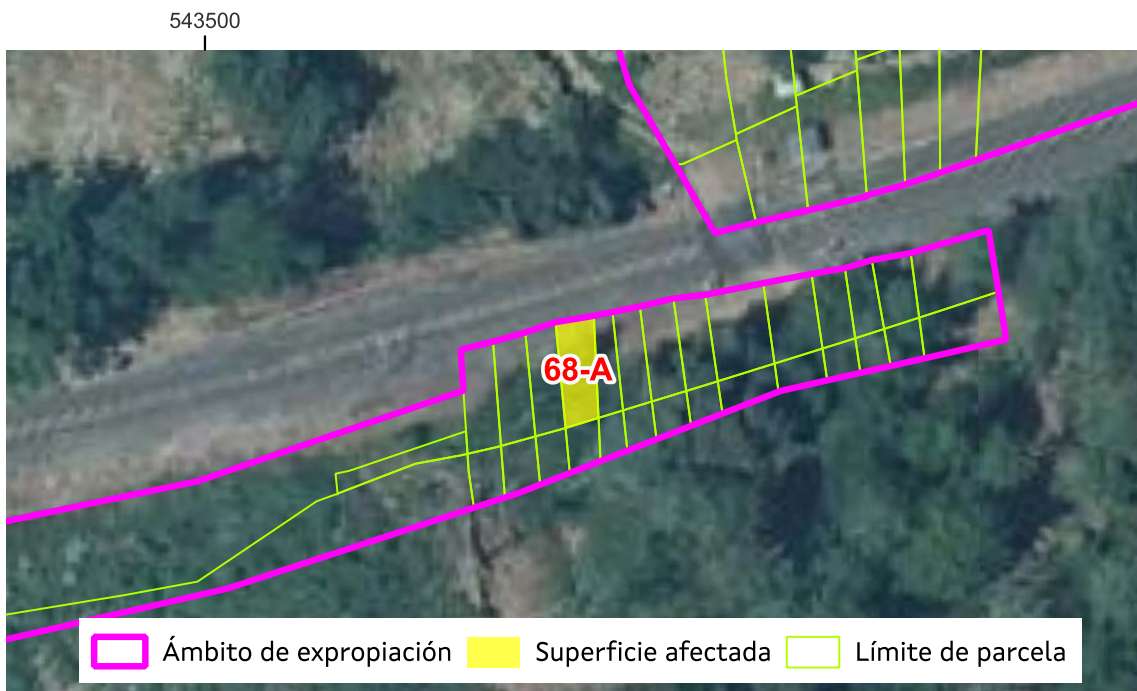 543500
68-A
Ámbito de expropiación Superficie afectada Límite de parcela